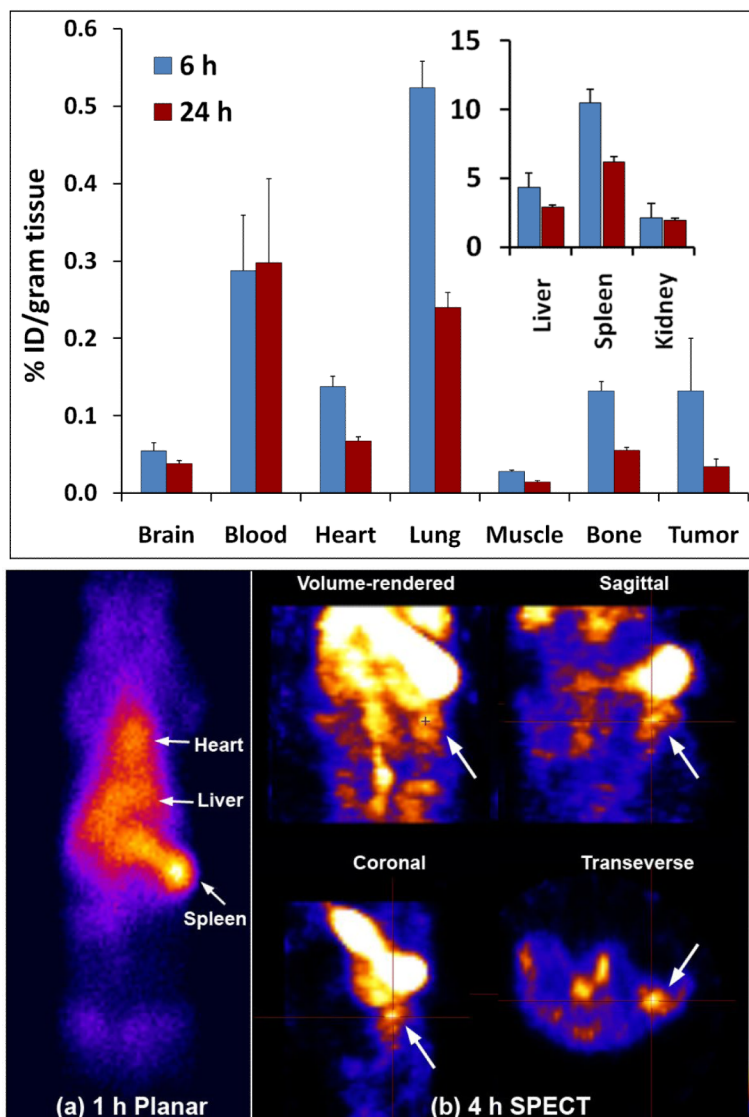 % ID/gram tissue
0.6
0.5
0.4
0.3
0.2
0.1
0.0
6 h
24 h
15
10
5
0
Liver
Spleen
Kidney
Brain Blood Heart Lung Muscle Bone Tumor
Volume-rendered
Sagittal
Heart
Liver
Spleen
Coronal
Transeverse
(a) 1 h Planar
(b) 4 h SPECT